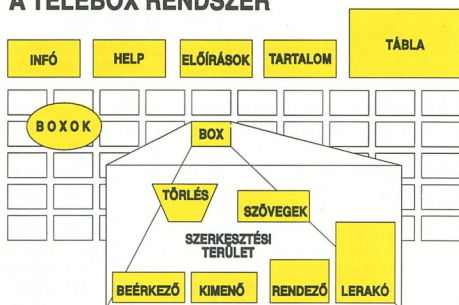 A TELEBOX RENDSZER
INFÓ
HELP
ELŐÍRÁSOK
TARTALOM
TÁBLA
BOXOK
BOX
TÖRLÉS
SZÖVEGEK
SZERKESZTÉSI
TERÜLET
BEÉRKEZŐ
KIMENŐ
RENDEZŐ
LERAKÓ